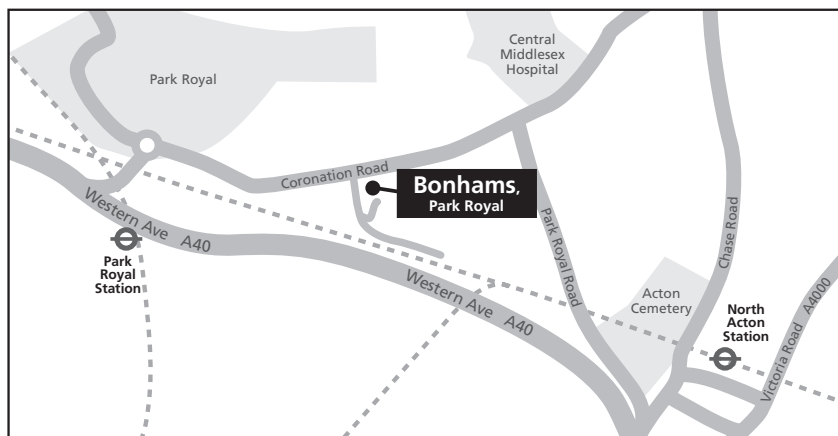 Central
Middlesex
Hospital
Park Royal
Coronation Road
Bonhams,
Park Royal
Western Ave A40
Park
Royal
Station
Park Royal Road
Chase Road
Western Ave A40
Acton
Cemetery
North
Acton
Station
Victoria Road A4000